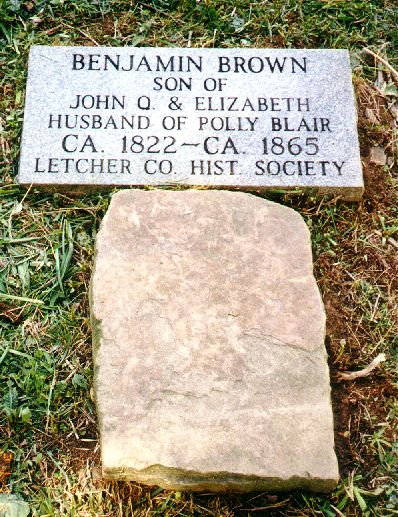 BENJAMIN BROWN
SON OF
JOHN Q. & ELIZABETH
HUSBAND OF POLLY BLAIR
CA. 1822~CA. 1865
LETCHER CO. HIST. SOCIETY